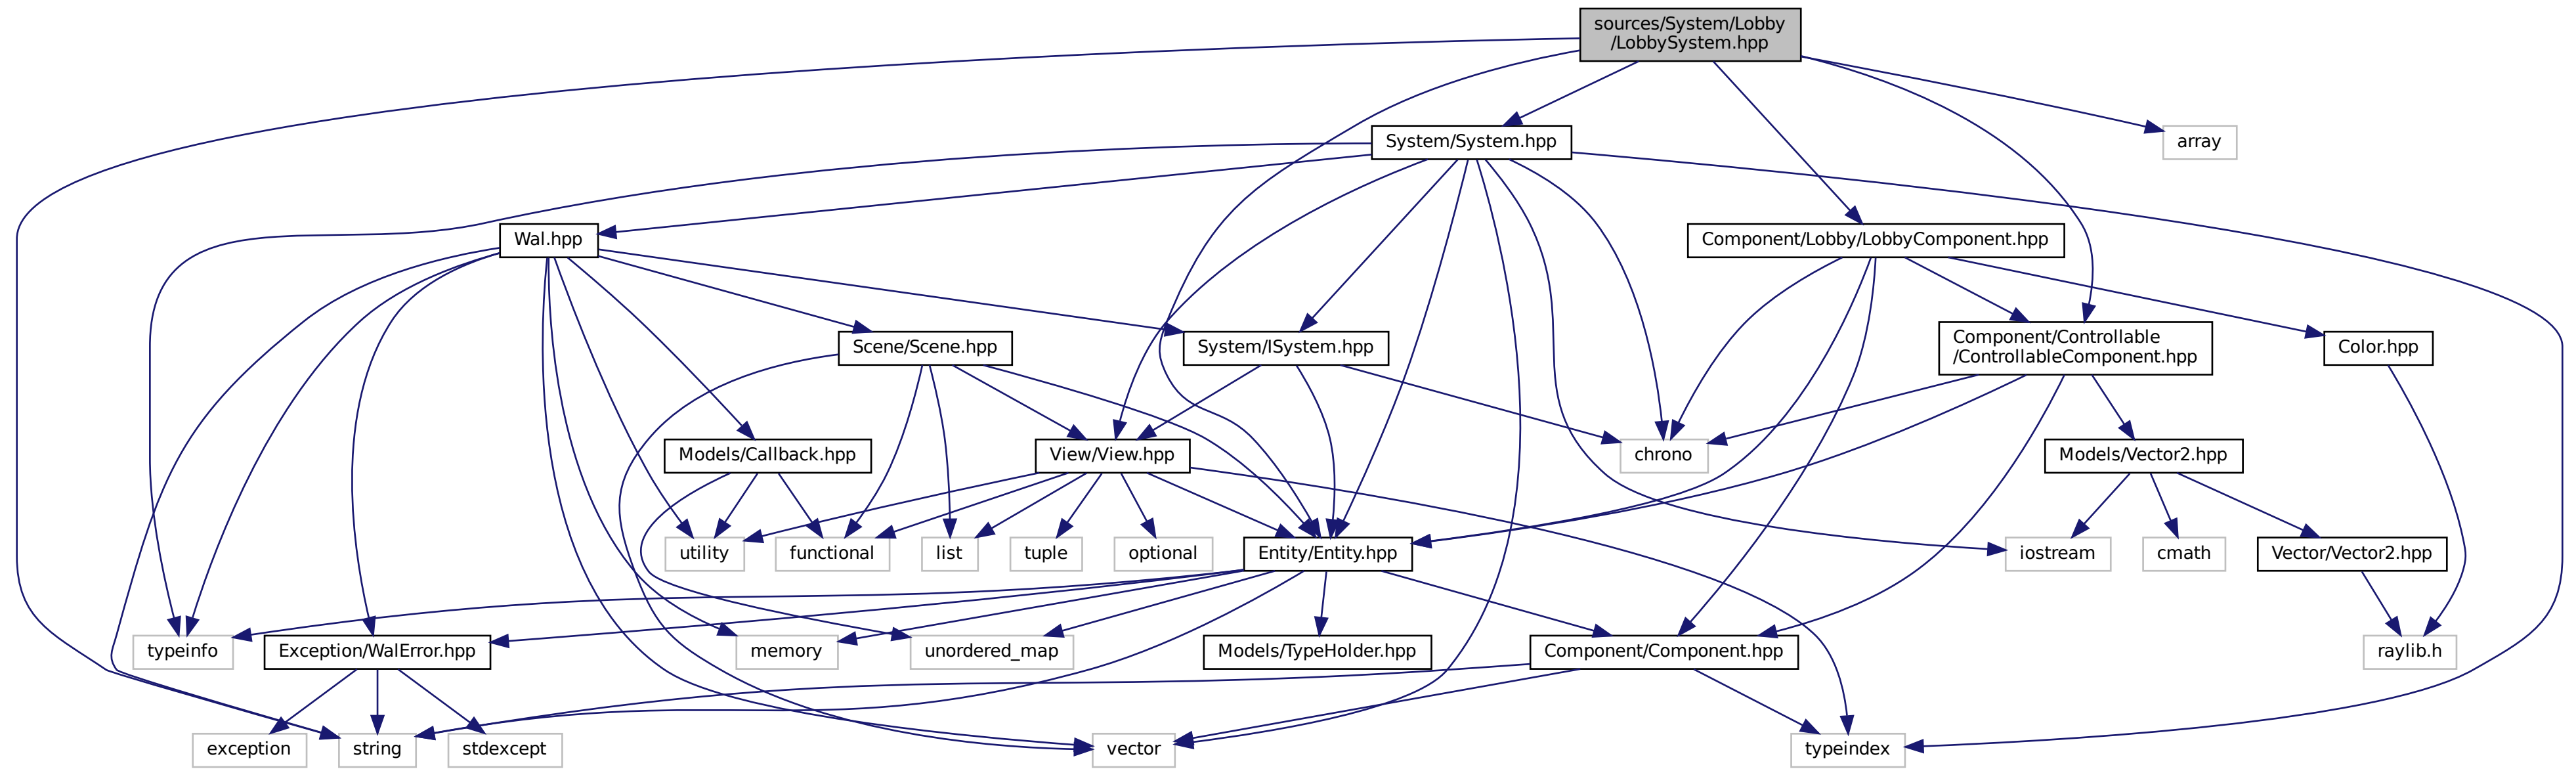 sources/System/Lobby
/LobbySystem.hpp
System/System.hpp
array
Wal.hpp
Component/Lobby/LobbyComponent.hpp
Scene/Scene.hpp
System/ISystem.hpp
Component/Controllable
/ControllableComponent.hpp
Color.hpp
Models/Callback.hpp
View/View.hpp
chrono
Models/Vector2.hpp
utility
functional
list
tuple
optional
Entity/Entity.hpp
iostream
cmath
Vector/Vector2.hpp
typeinfo
Exception/WalError.hpp
memory
unordered_map
Models/TypeHolder.hpp
Component/Component.hpp
raylib.h
exception
string
stdexcept
vector
typeindex